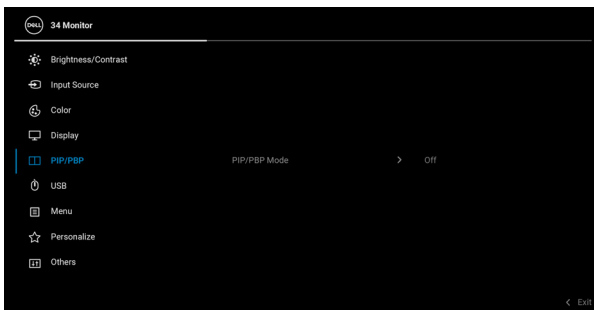 DELL 34 Monitor
Brightness/Contrast
Input Source
Color
Display
PIP/PBP PIP/PBP Mode Off
USB
Menu
Personalize
Others
Exit